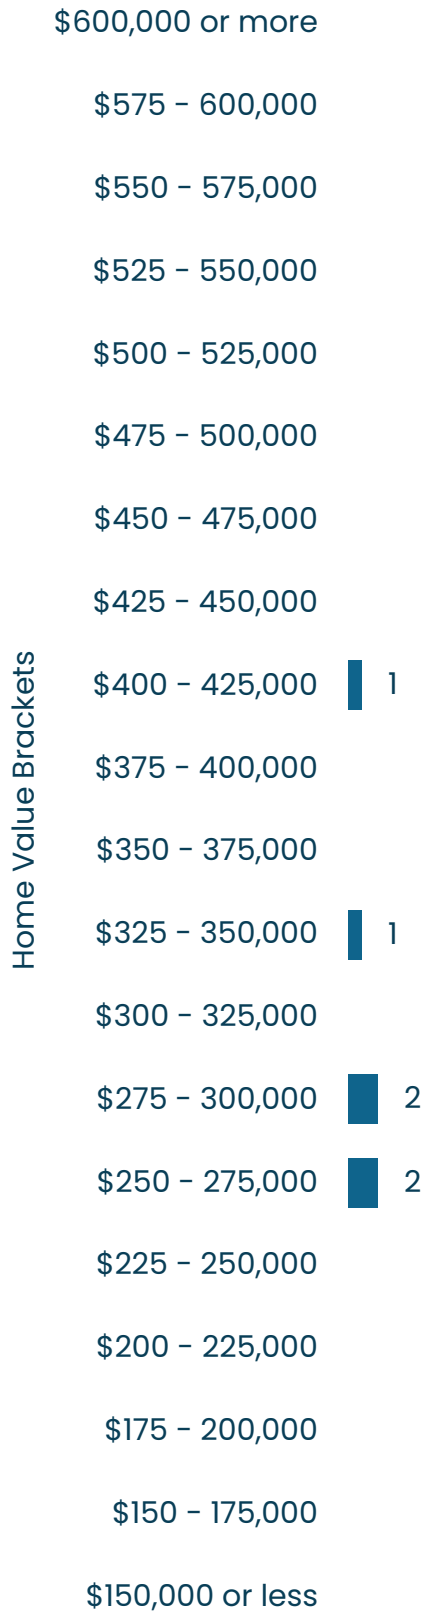 $600,000 or more
$575 - 600,000
$550 - 575,000
$525 - 550,000
$500 - 525,000
$475 - 500,000
$450 - 475,000
$425 - 450,000
$400 - 425,000 1
$375 - 400,000
$350 - 375,000
$325 - 350,000 1
$300 - 325,000
$275 - 300,000 2
$250 - 275,000 2
$225 - 250,000
$200 - 225,000
$175 - 200,000
$150 - 175,000
$150,000 or less
Home Value Brackets